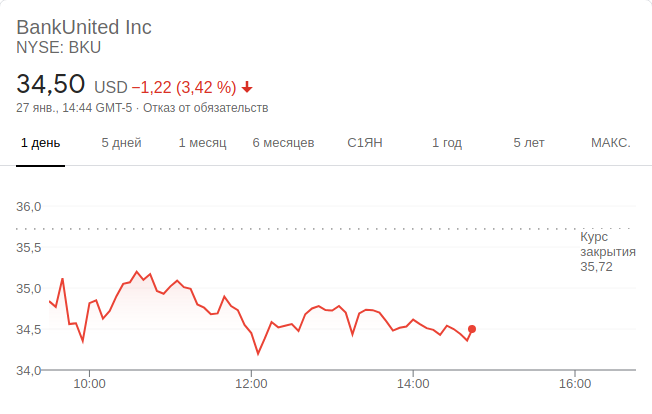 BankUnited Inc
NYSE: BKU
34,50 USD −1,22 (3,42 %)
27 янв., 14:44 GMT-5 · Отказ от обязательств
1 день 5 дней 1 месяц 6 месяцев С1ЯН 1 год 5 лет МАКС.
36,0
35,5
35,0
34,5
34,0
Курс
закрытия
35,72
10:00 12:00 14:00 16:00